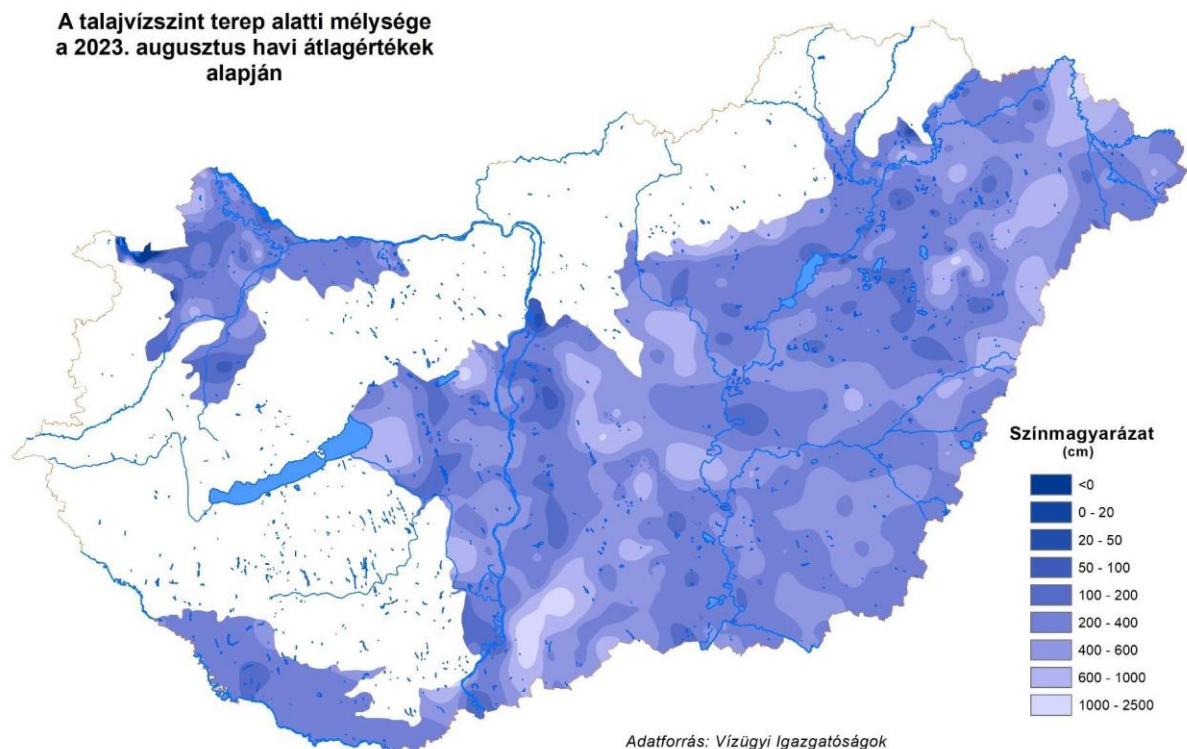 A talajvízszint terep alatti mélysége
a 2023. augusztus havi átlagértékek
alapján
Színmagyarázat
(cm)
<0
0 - 20
20 - 50
50 - 100
100 - 200
200 - 400
400 - 600
600 - 1000
1000 - 2500
Adatforrás: Vízügyi Igazgatóságok